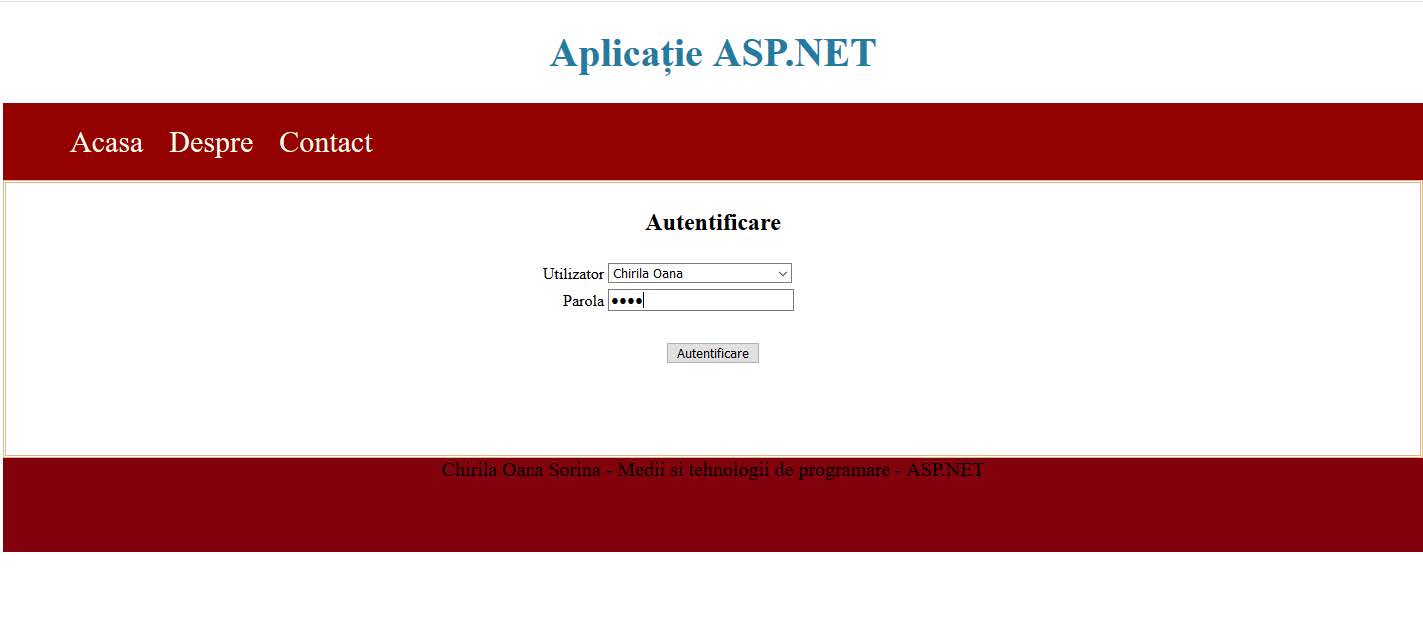 Aplicație ASP.NET
Acasa Despre Contact
Autentificare
Utilizator Chirila Oana
Parola ••••
Autentificare
Chirila Oana Sorina - Medii si tehnologii de programare - ASP.NET